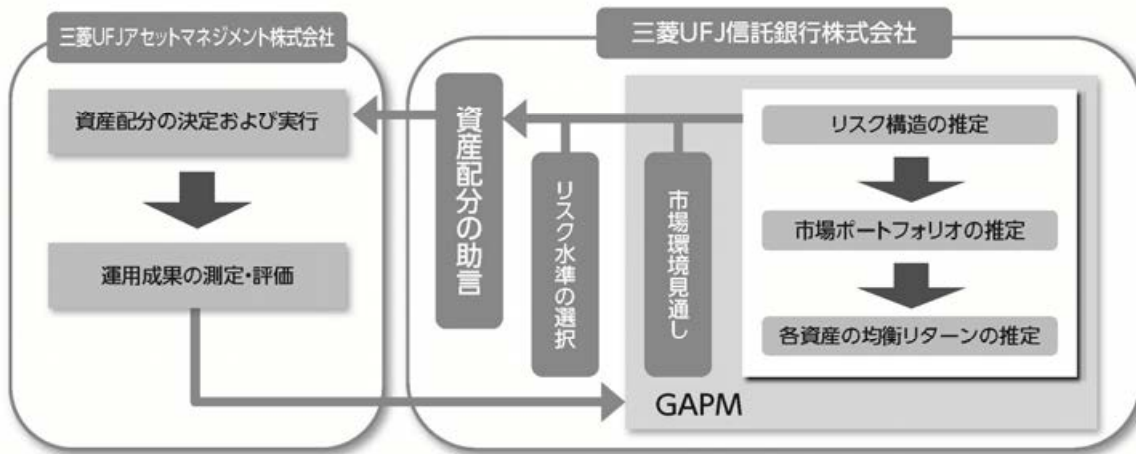 三菱UFJアセットマネジメント株式会社
資産配分の決定および実行
運用成果の測定・評価
三菱UFJ信託銀行株式会社
資産配分の助言
リスク水準の選択
市場環境見通し
リスク構造の推定
市場ポートフォリオの推定
各資産の均衡リターンの推定
GAPM